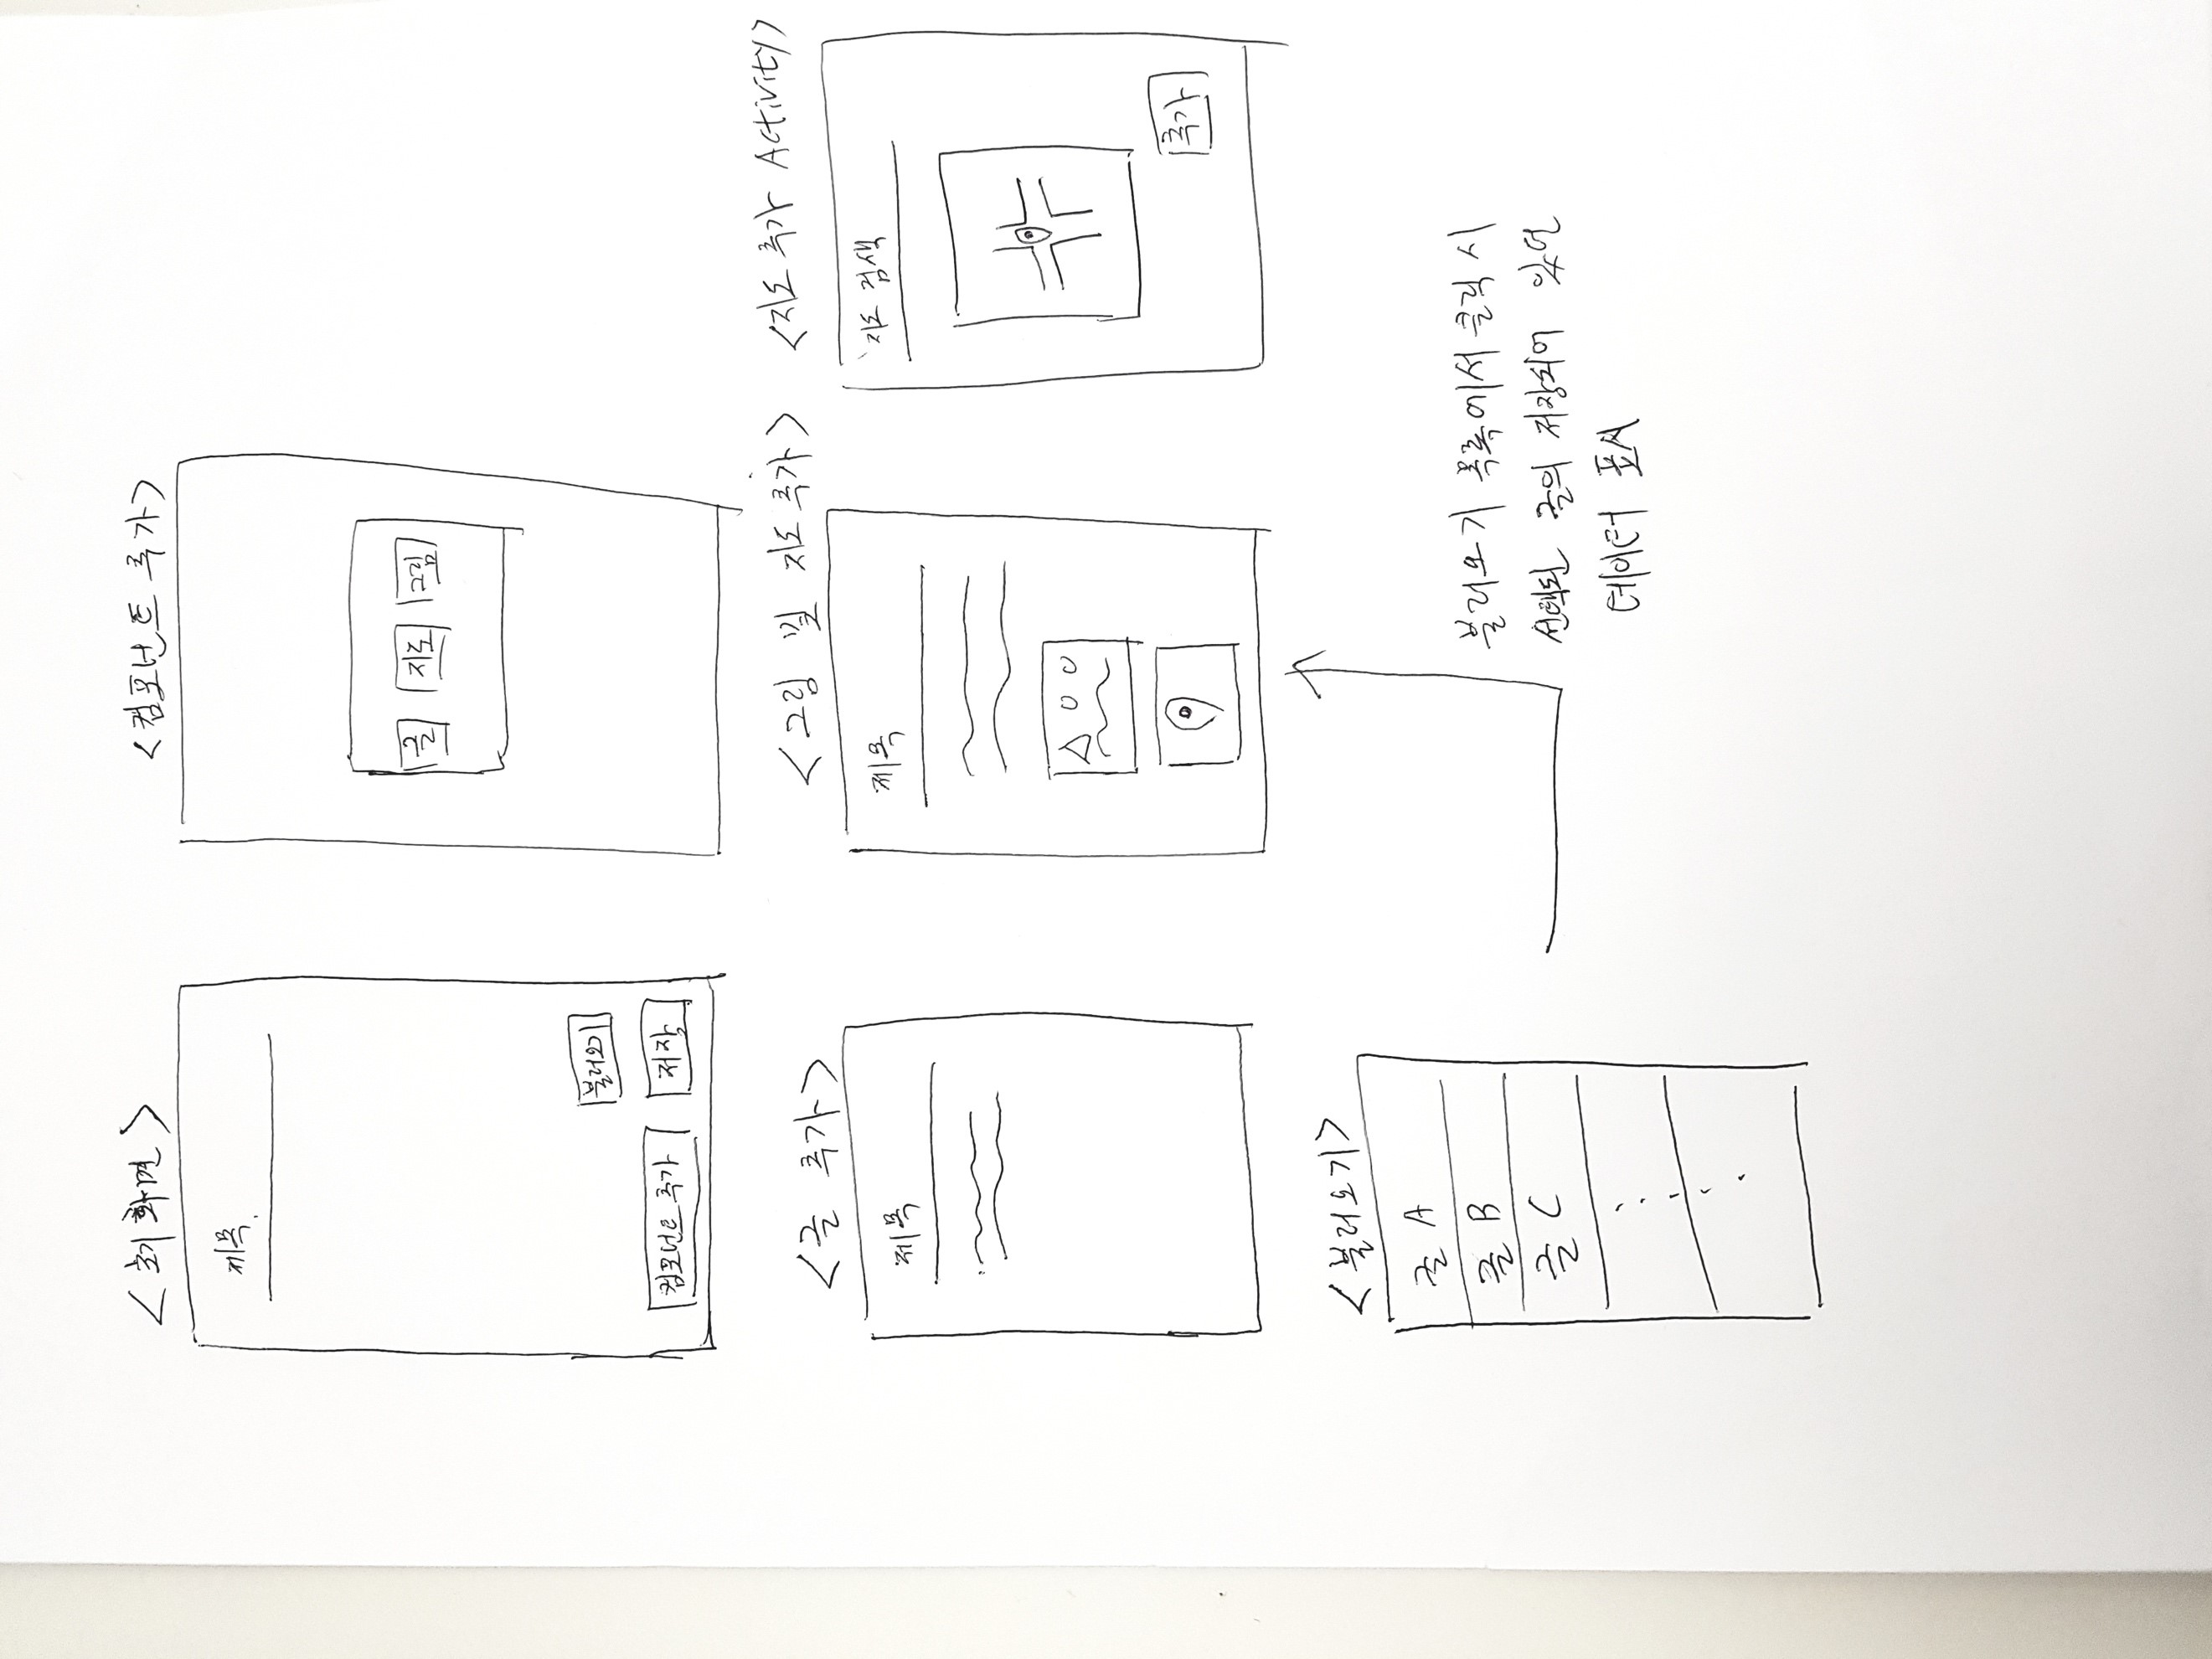 <초기 화면>
제목
불러오기
컴포넌트 추가
저장
<컴포넌트 추가>
글
지도
그림
<글 추가>
제목
<그림 및 지도 추가>
제목
<지도 추가 Activity>
지도 검색
추가
<불러오기>
글 A
글 B
글 C
불러오기 목록에서 클릭 시
선택된 글의 저장되어 있던
데이터 표시